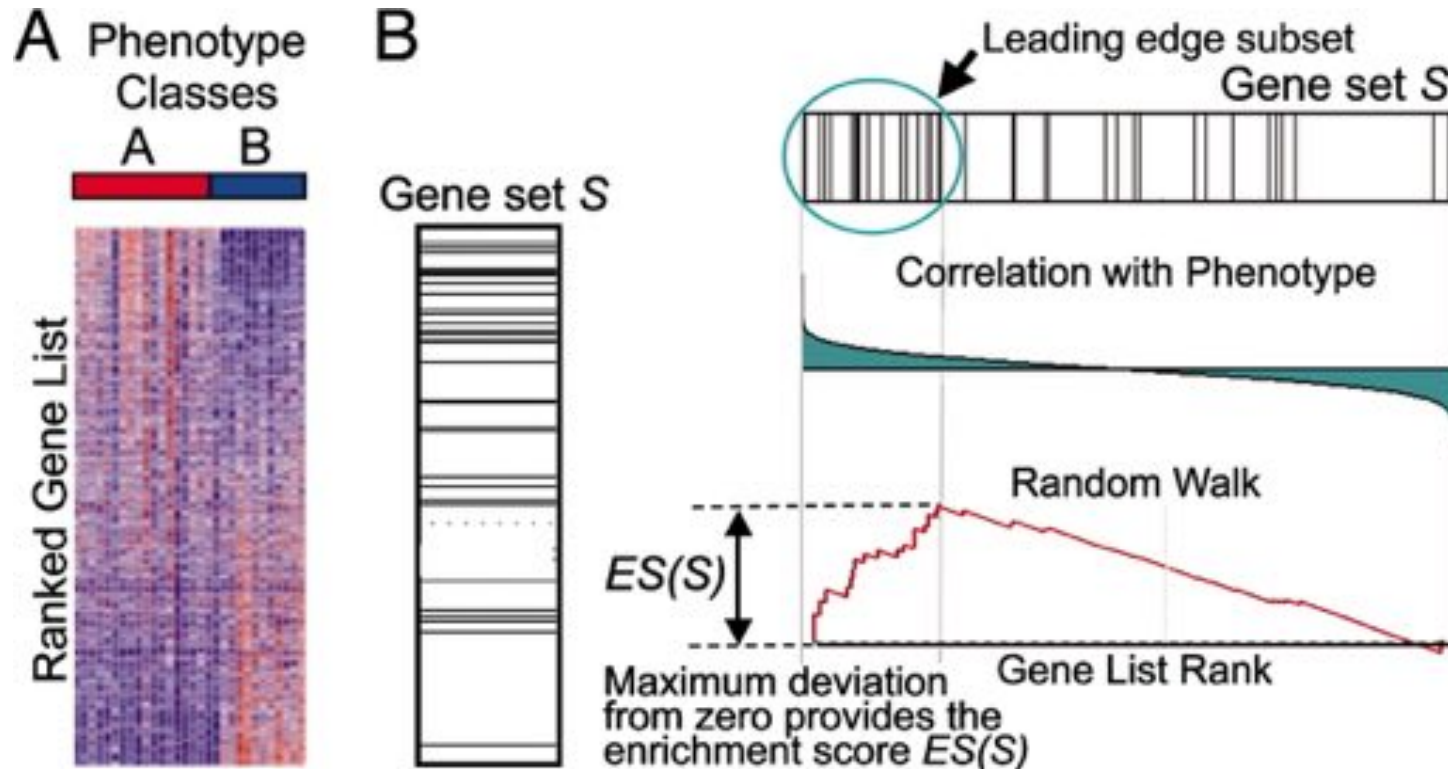 A
Phenotype
Classes
A B
Ranked Gene List
B
Gene set S
Leading edge subset
Gene set S
Correlation with Phenotype
Random Walk
ES(S)
Gene List Rank
Maximum deviation
from zero provides the
enrichment score ES(S)